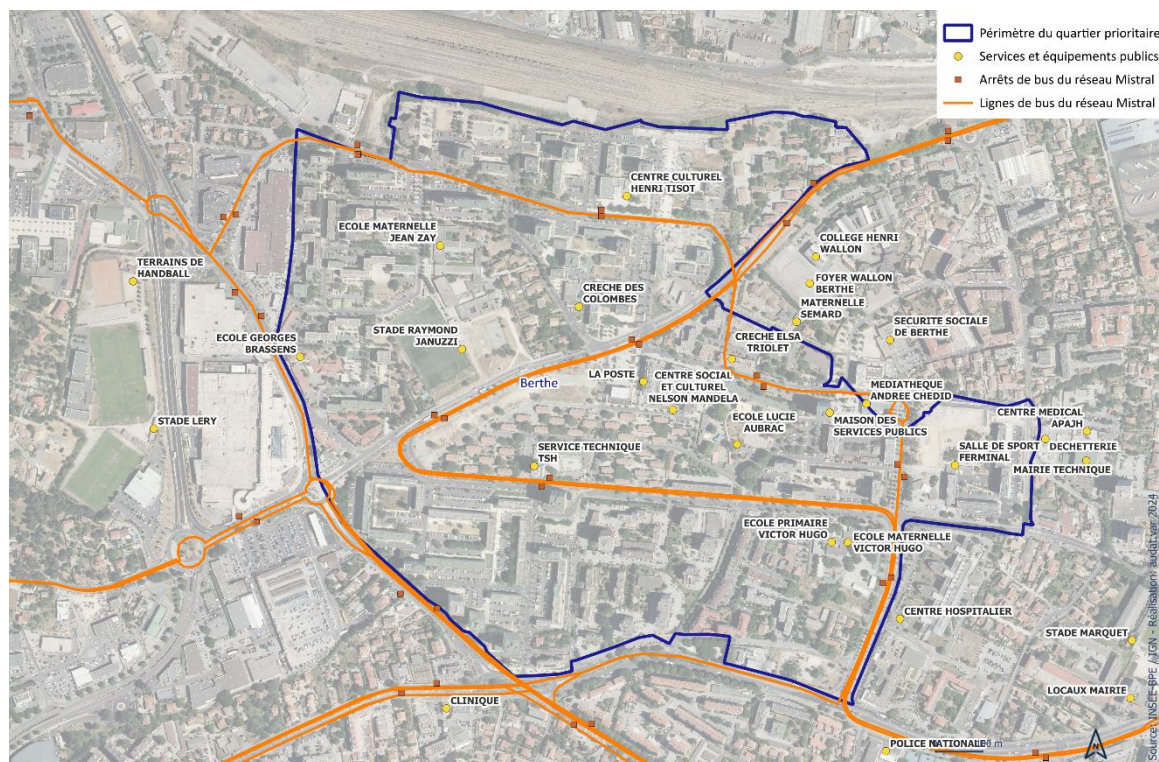 Périmètre du quartier prioritaire
Services et équipements publics
Arrêts de bus du réseau Mistral
Lignes de bus du réseau Mistral
CENTRE CULTUREL
HENRI TISOT
ECOLE MATERNELLE
JEAN ZAY
COLLEGE HENRI
WALLON
TERRAINS DE
HANDBALL
FOYER WALLON
BERTHE
CRECHE DES
COLOMBES
MATERNELLE
SEMARD
SECURITE SOCIALE
DE BERTHE
STADE RAYMOND
JANUZZI
ECOLE GEORGES
BRASSENS
CRECHE ELSA
TRIOLET
LA POSTE
CENTRE SOCIAL
ET CULTUREL
NELSON MANDELA
Berthe
MEDIATHEQUE
ANDREE CHEDID
ECOLE LUCIE
AUBRAC
MAISON DES
SERVICES PUBLICS
CENTRE MEDICAL
APAJH
STADE LERY
SERVICE TECHNIQUE
TSH
SALLE DE SPORT
FERMINAL
DECHETTERIE
MAIRIE TECHNIQUE
ECOLE PRIMAIRE
VICTOR HUGO
ECOLE MATERNELLE
VICTOR HUGO
CENTRE HOSPITALIER
STADE MARQUET
LOCAUX MAIRIE
CLINIQUE
POLICE NATIONALE
N
Source: INSEE BPE / IGN - Réalisation: audat.var 2024